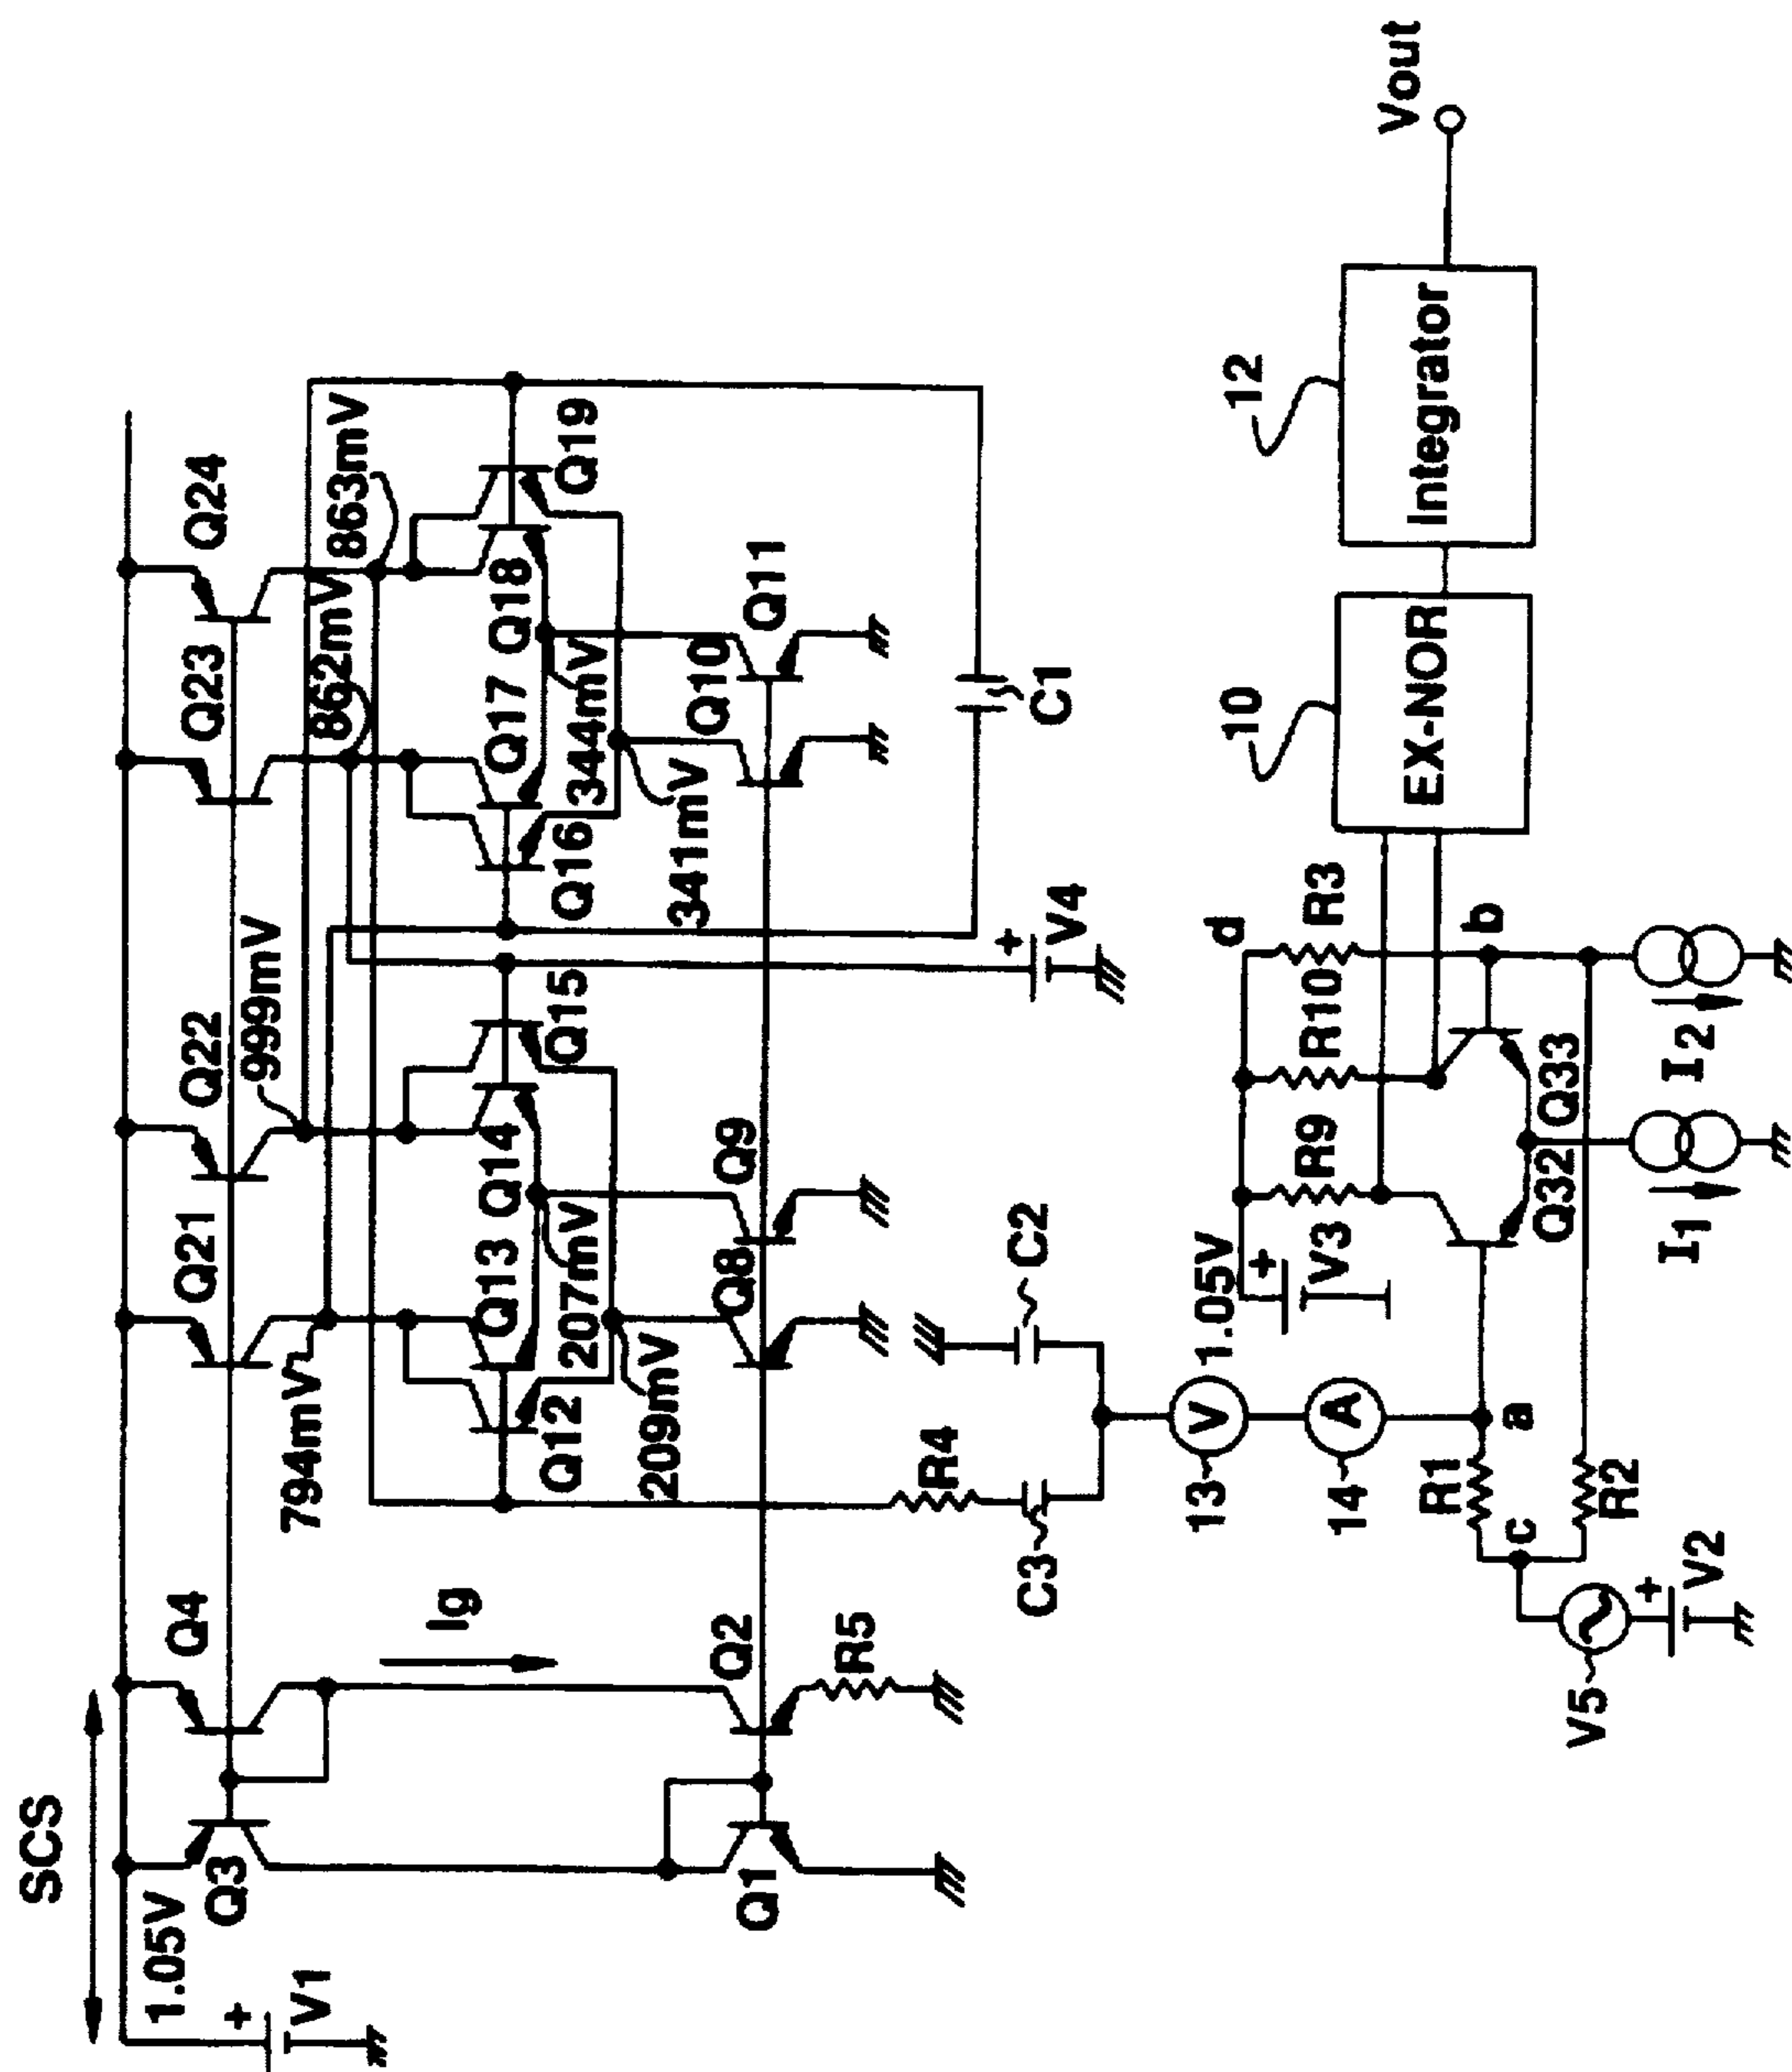 SCS
1.05V
V1
Q3
Q4
Ig
Q1
Q2
R5
Q21
Q22
794mV
999mV
Q12
Q13
Q14
Q15
207mV
209mV
Q8
Q9
Q23
Q24
862mV
863mV
Q16
Q17
Q18
Q19
344mV
341mV
Q10
Q11
V4
C1
R4
C3
C2
13
V
14
A
1.05V
V3
R9
R10
R3
d
a
b
c
R1
R2
V5
V2
Q32
Q33
I1
I2
10
EX-NOR
12
Integrator
Vout
+
+
+
+